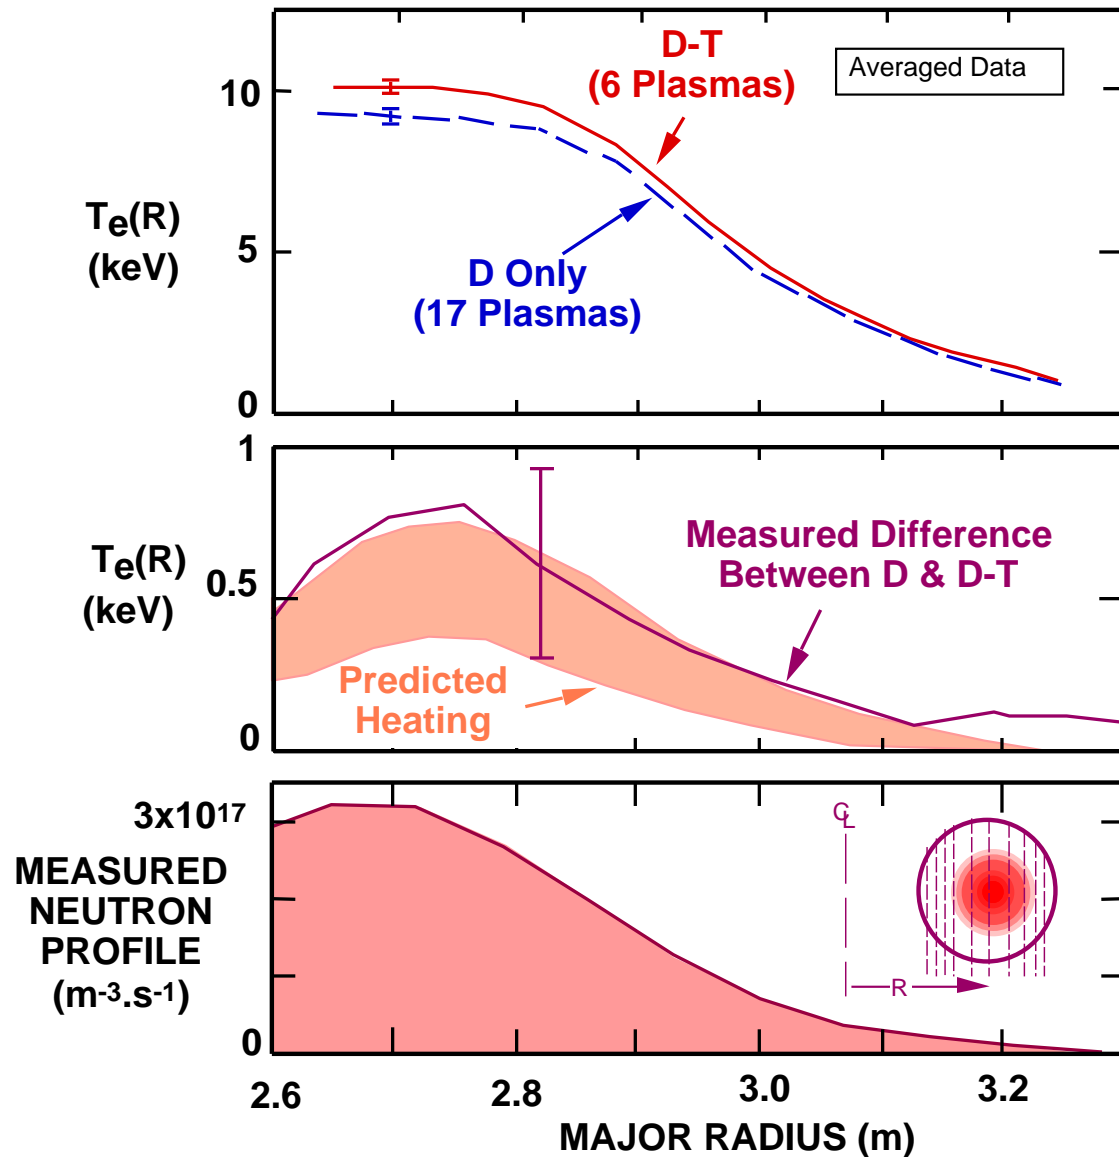 D-T
(6 Plasmas)
Averaged Data
10
Te(R)
(keV)
5
D Only
(17 Plasmas)
0
1
Measured Difference
Between D & D-T
Te(R)
(keV)
0.5
Predicted
Heating
0
3x10^17
MEASURED
NEUTRON
PROFILE
(m^-3.s^-1)
℄
R
0
2.6
2.8
3.0
3.2
MAJOR RADIUS (m)